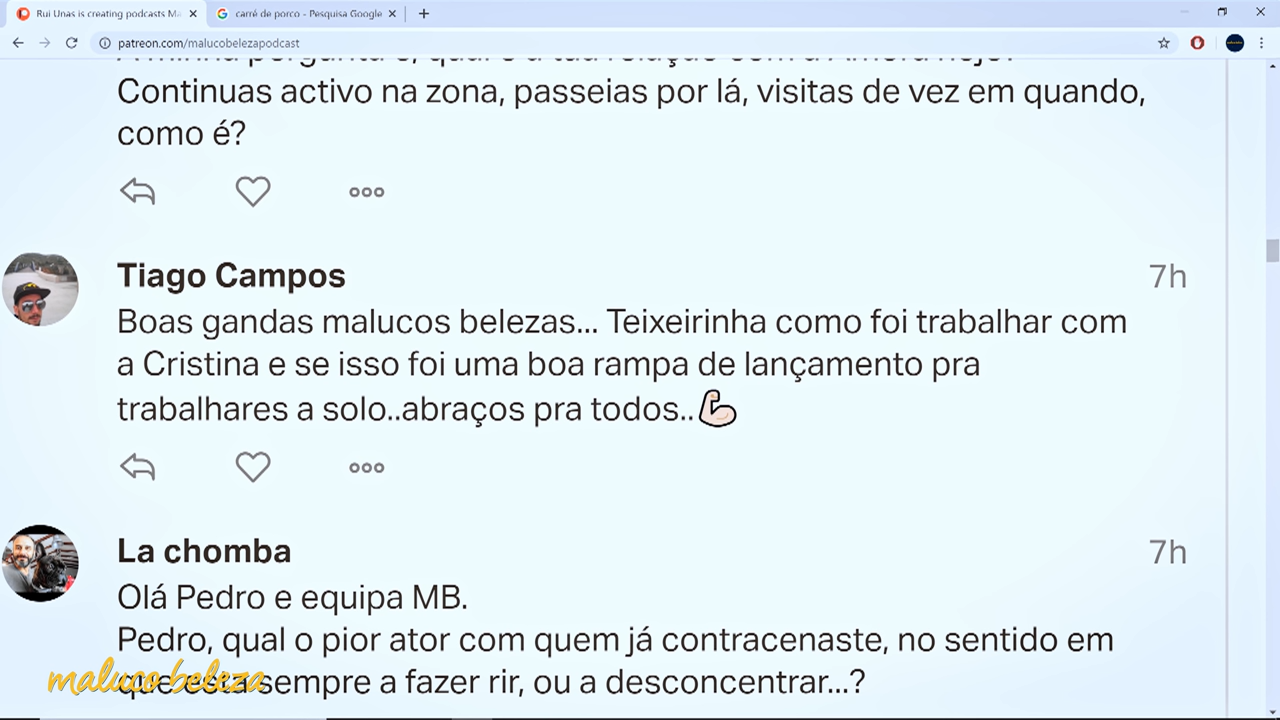 Rui Unas is creating podcasts Ma
carré de porco - Pesquisa Google
patreon.com/malucobelezapodcast
Continuas activo na zona, passeias por lá, visitas de vez em quando,
como é?
Tiago Campos
7h
Boas gandas malucos belezas... Teixeirinha como foi trabalhar com
a Cristina e se isso foi uma boa rampa de lançamento pra
trabalhares a solo..abraços pra todos..💪🏻
La chomba
7h
Olá Pedro e equipa MB.
Pedro, qual o pior ator com quem já contracenaste, no sentido em
sempre a fazer rir, ou a desconcentrar...?
maluco beleza